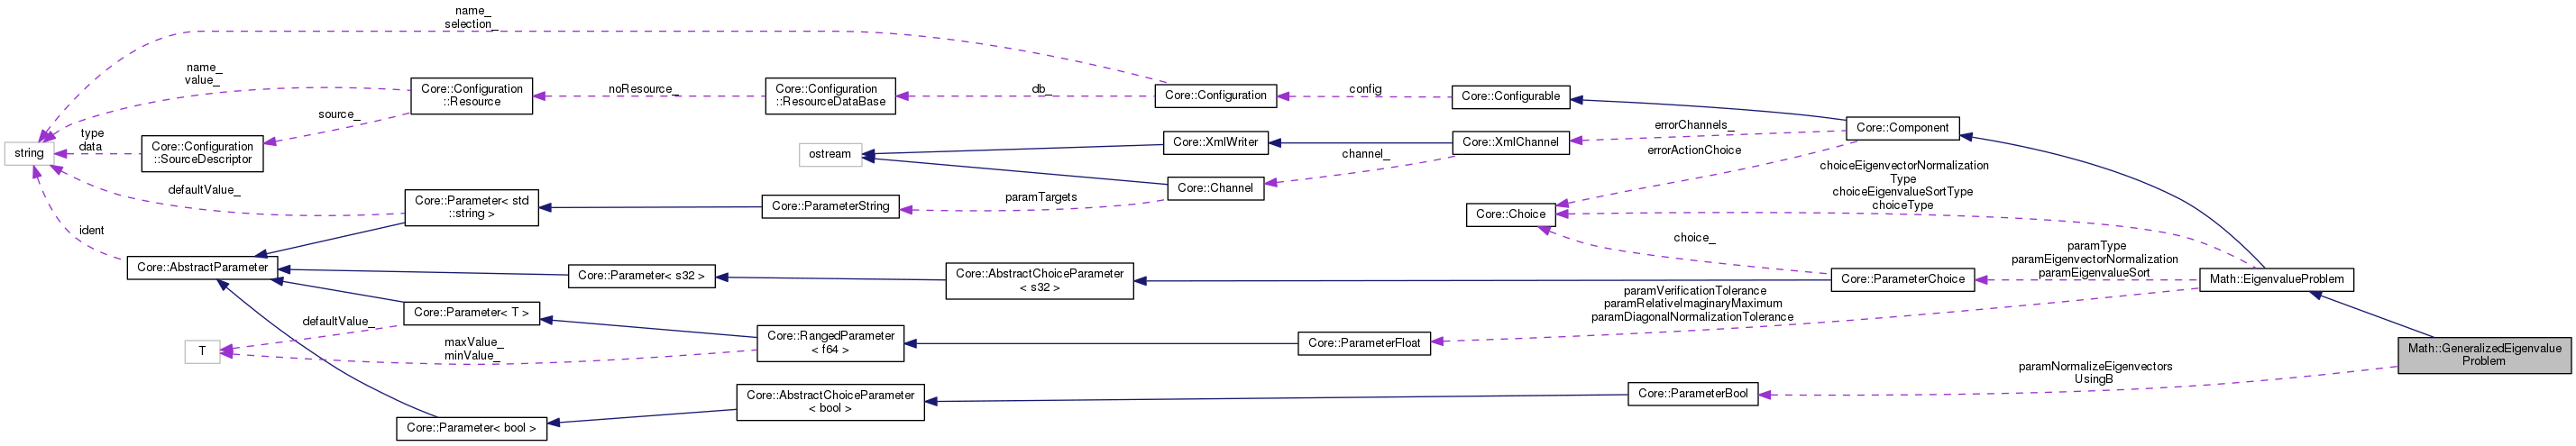 name_
selection_
name_
value_
Core::Configuration
::Resource
noResource_
Core::Configuration
::ResourceDataBase
db_
Core::Configuration
config
Core::Configurable
source_
type
data
string
Core::Configuration
::SourceDescriptor
ostream
Core::XmlWriter
Core::XmlChannel
errorChannels_
Core::Component
errorActionChoice
channel_
Core::Channel
paramTargets
Core::ParameterString
defaultValue_
Core::Parameter< std
::string >
choiceEigenvectorNormalization
Type
choiceEigenvalueSortType
choiceType
Core::Choice
choice_
ident
Core::AbstractParameter
Core::Parameter< s32 >
Core::AbstractChoiceParameter
< s32 >
Core::ParameterChoice
paramType
paramEigenvectorNormalization
paramEigenvalueSort
Math::EigenvalueProblem
paramVerificationTolerance
paramRelativeImaginaryMaximum
paramDiagonalNormalizationTolerance
Core::Parameter< T >
defaultValue_
T
maxValue_
minValue_
Core::RangedParameter
< f64 >
Core::ParameterFloat
Math::GeneralizedEigenvalue
Problem
paramNormalizeEigenvectors
UsingB
Core::ParameterBool
Core::AbstractChoiceParameter
< bool >
Core::Parameter< bool >